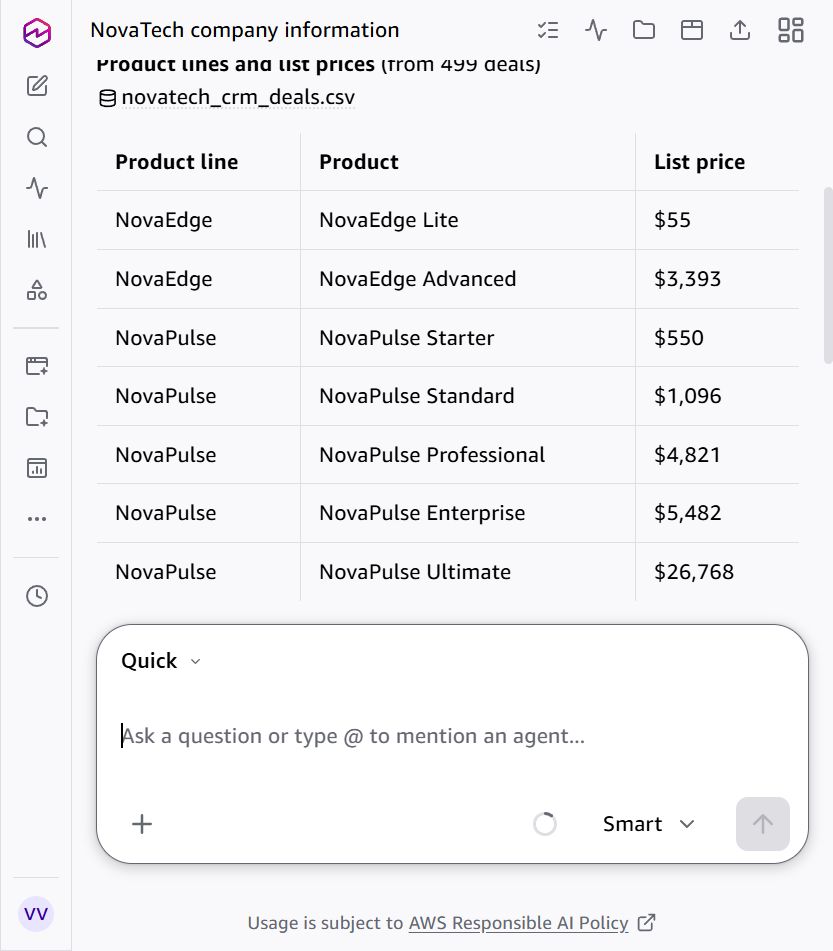 NovaTech company information
Product lines and list prices (from 499 deals)
novatech_crm_deals.csv
Product line Product List price
NovaEdge NovaEdge Lite $55
NovaEdge NovaEdge Advanced $3,393
NovaPulse NovaPulse Starter $550
NovaPulse NovaPulse Standard $1,096
NovaPulse NovaPulse Professional $4,821
NovaPulse NovaPulse Enterprise $5,482
NovaPulse NovaPulse Ultimate $26,768
Quick
Ask a question or type @ to mention an agent...
Smart
VV
Usage is subject to AWS Responsible AI Policy